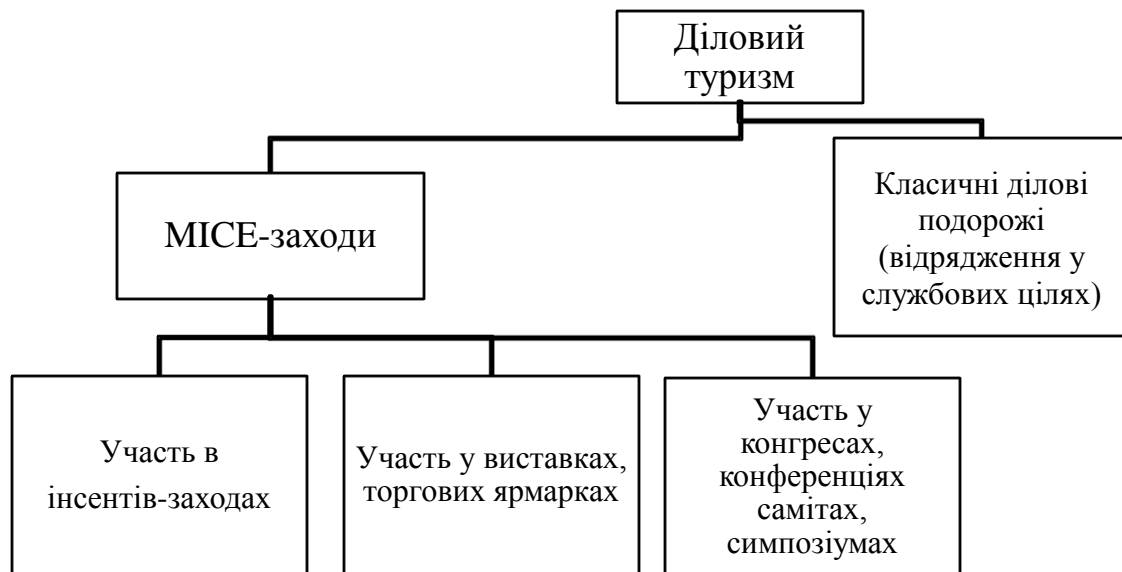 Діловий
туризм
MICE-заходи
Класичні ділові
подорожі
(відрядження у
службових цілях)
Участь в
інсентів-заходах
Участь у виставках,
торгових ярмарках
Участь у
конгресах,
конференціях
самітах,
симпозіумах